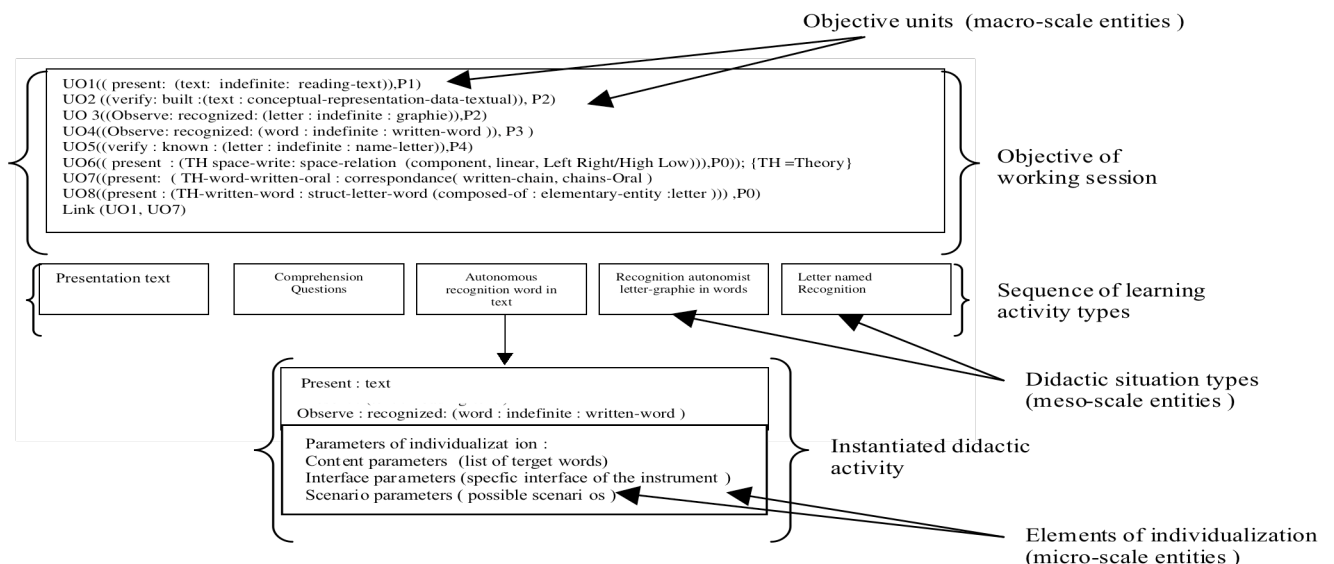 Objective units (macro-scale entities )
UO1(( present: (text: indefinite: reading-text)),P1)
UO2 ((verify: built :(text : conceptual-representation-data-textual)), P2)
UO 3((Observe: recognized: (letter : indefinite : graphie)),P2)
UO4((Observe: recognized: (word : indefinite : written-word )), P3 )
UO5((verify : known : (letter : indefinite : name-letter)),P4)
UO6(( present : (TH space-write: space-relation (component, linear, Left Right/High Low))),P0)); {TH =Theory}
UO7((present: ( TH-word-written-oral : correspondance( written-chain, chains-Oral )
UO8((present : (TH-written-word : struct-letter-word (composed-of : elementary-entity :letter ))) ,P0)
Link (UO1, UO7)
Objective of
working session
Presentation text
Comprehension
Questions
Autonomous
recognition word in
text
Recognition autonomist
letter-graphie in words
Letter named
Recognition
Sequence of learning
activity types
Didactic situation types
(meso-scale entities )
Present : text
Observe : recognized: (word : indefinite : written-word )
Parameters of individualizat ion :
Content parameters (list of terget words)
Interface parameters (specfic interface of the instrument )
Scenario parameters ( possible scenari os )
Instantiated didactic
activity
Elements of individualization
(micro-scale entities )